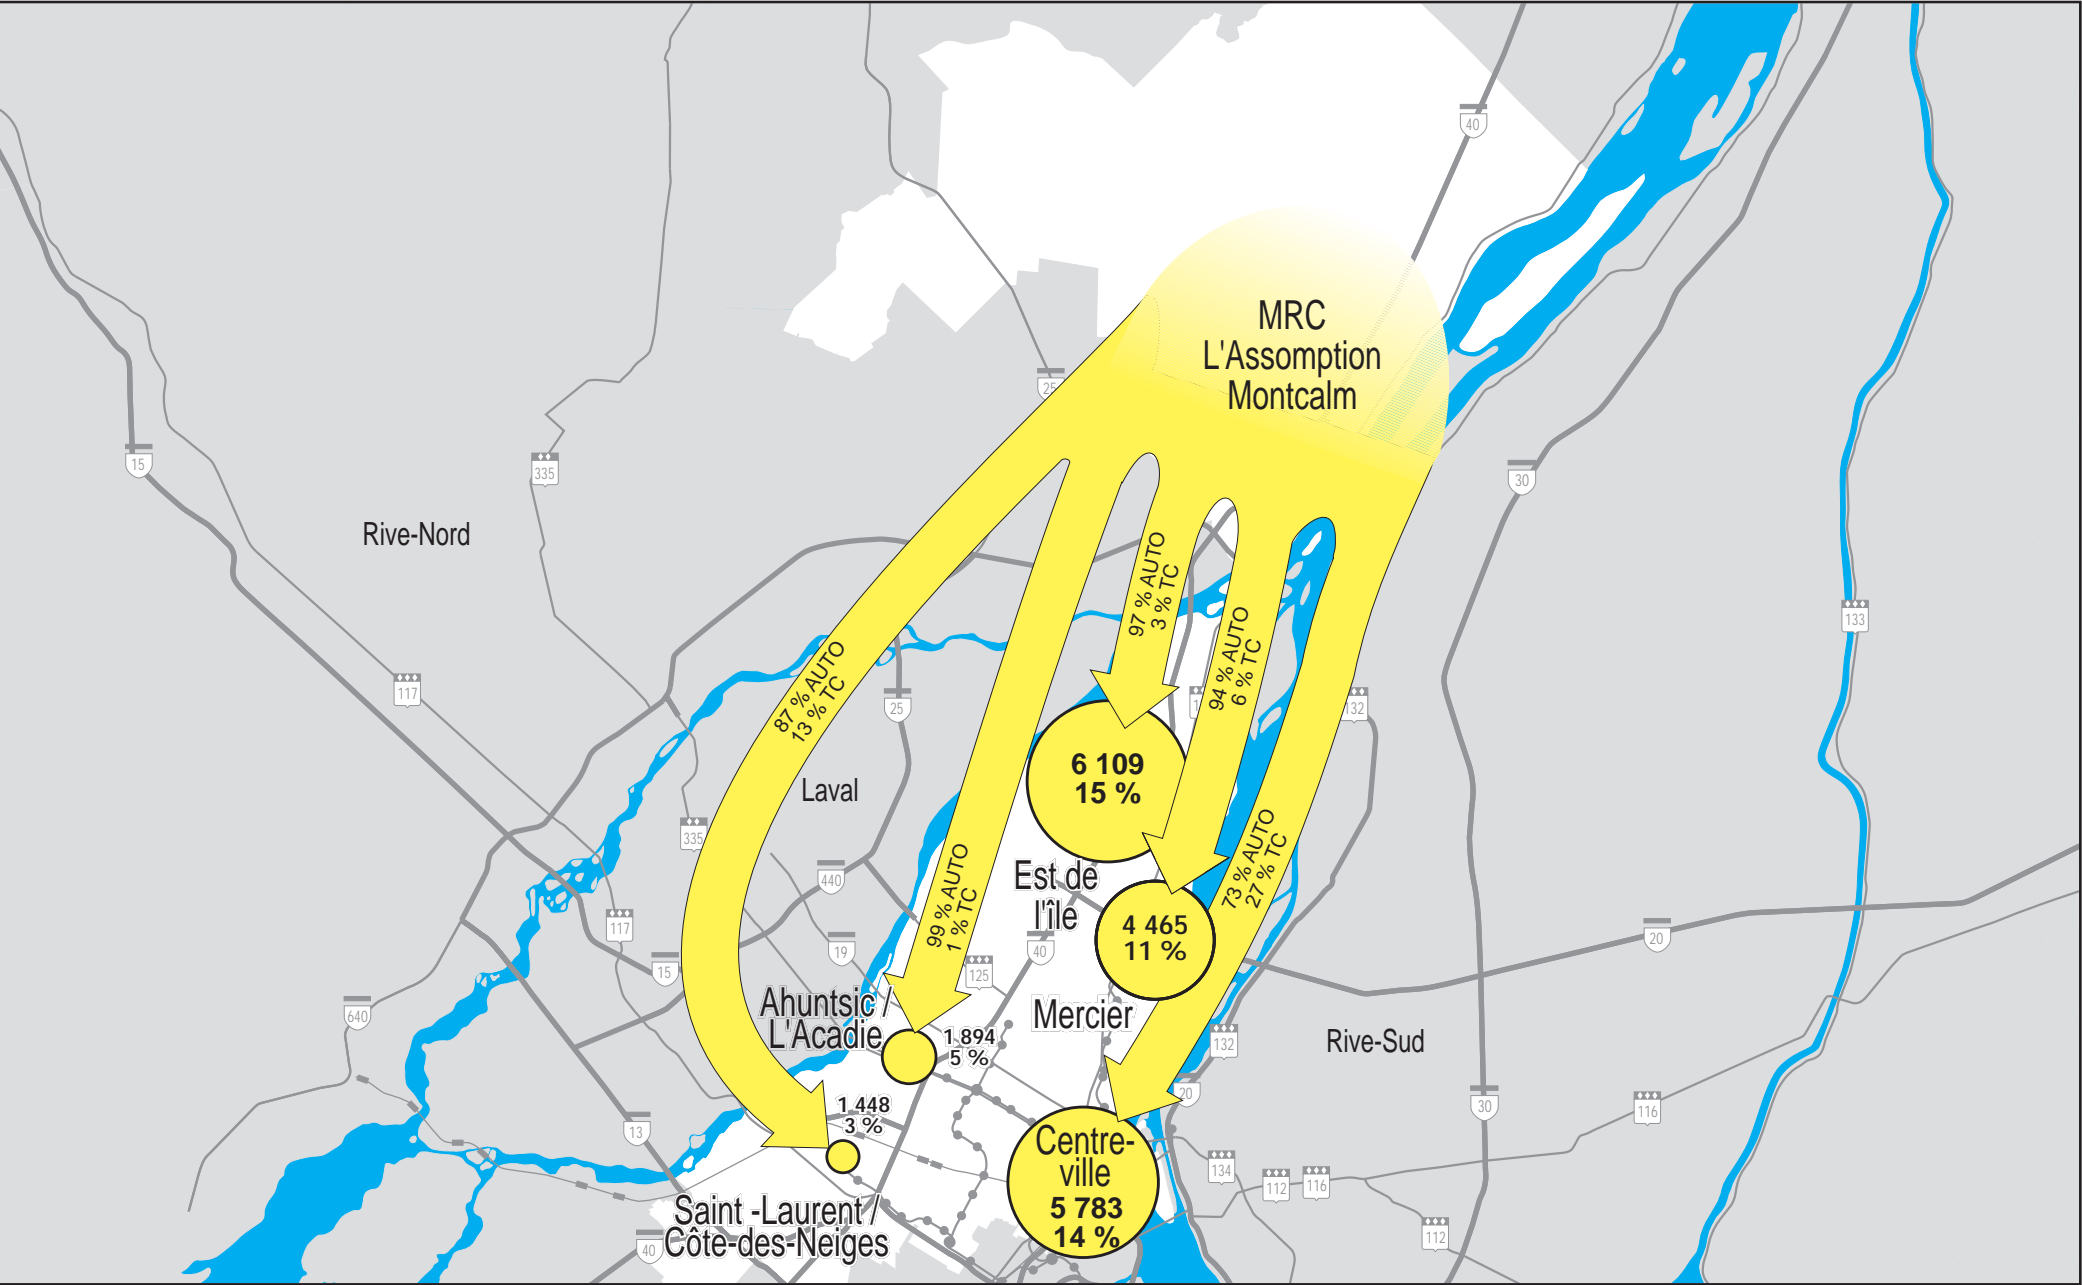 40
MRC
L'Assomption
Montcalm
25
15
335
30
Rive-Nord
97 % AUTO
3 % TC
133
94 % AUTO
6 % TC
87 % AUTO
13 % TC
117
25
132
6 109
15 %
Laval
335
440
73 % AUTO
27 % TC
99 % AUTO
1 % TC
Est de
l'île
4 465
11 %
117
19
40
20
15
125
Ahuntsic /
L'Acadie
Mercier
640
1 894
5 %
132
Rive-Sud
20
30
116
1 448
3 %
13
Centre-
ville
5 783
14 %
134
112
116
Saint -Laurent /
Côte-des-Neiges
40
112